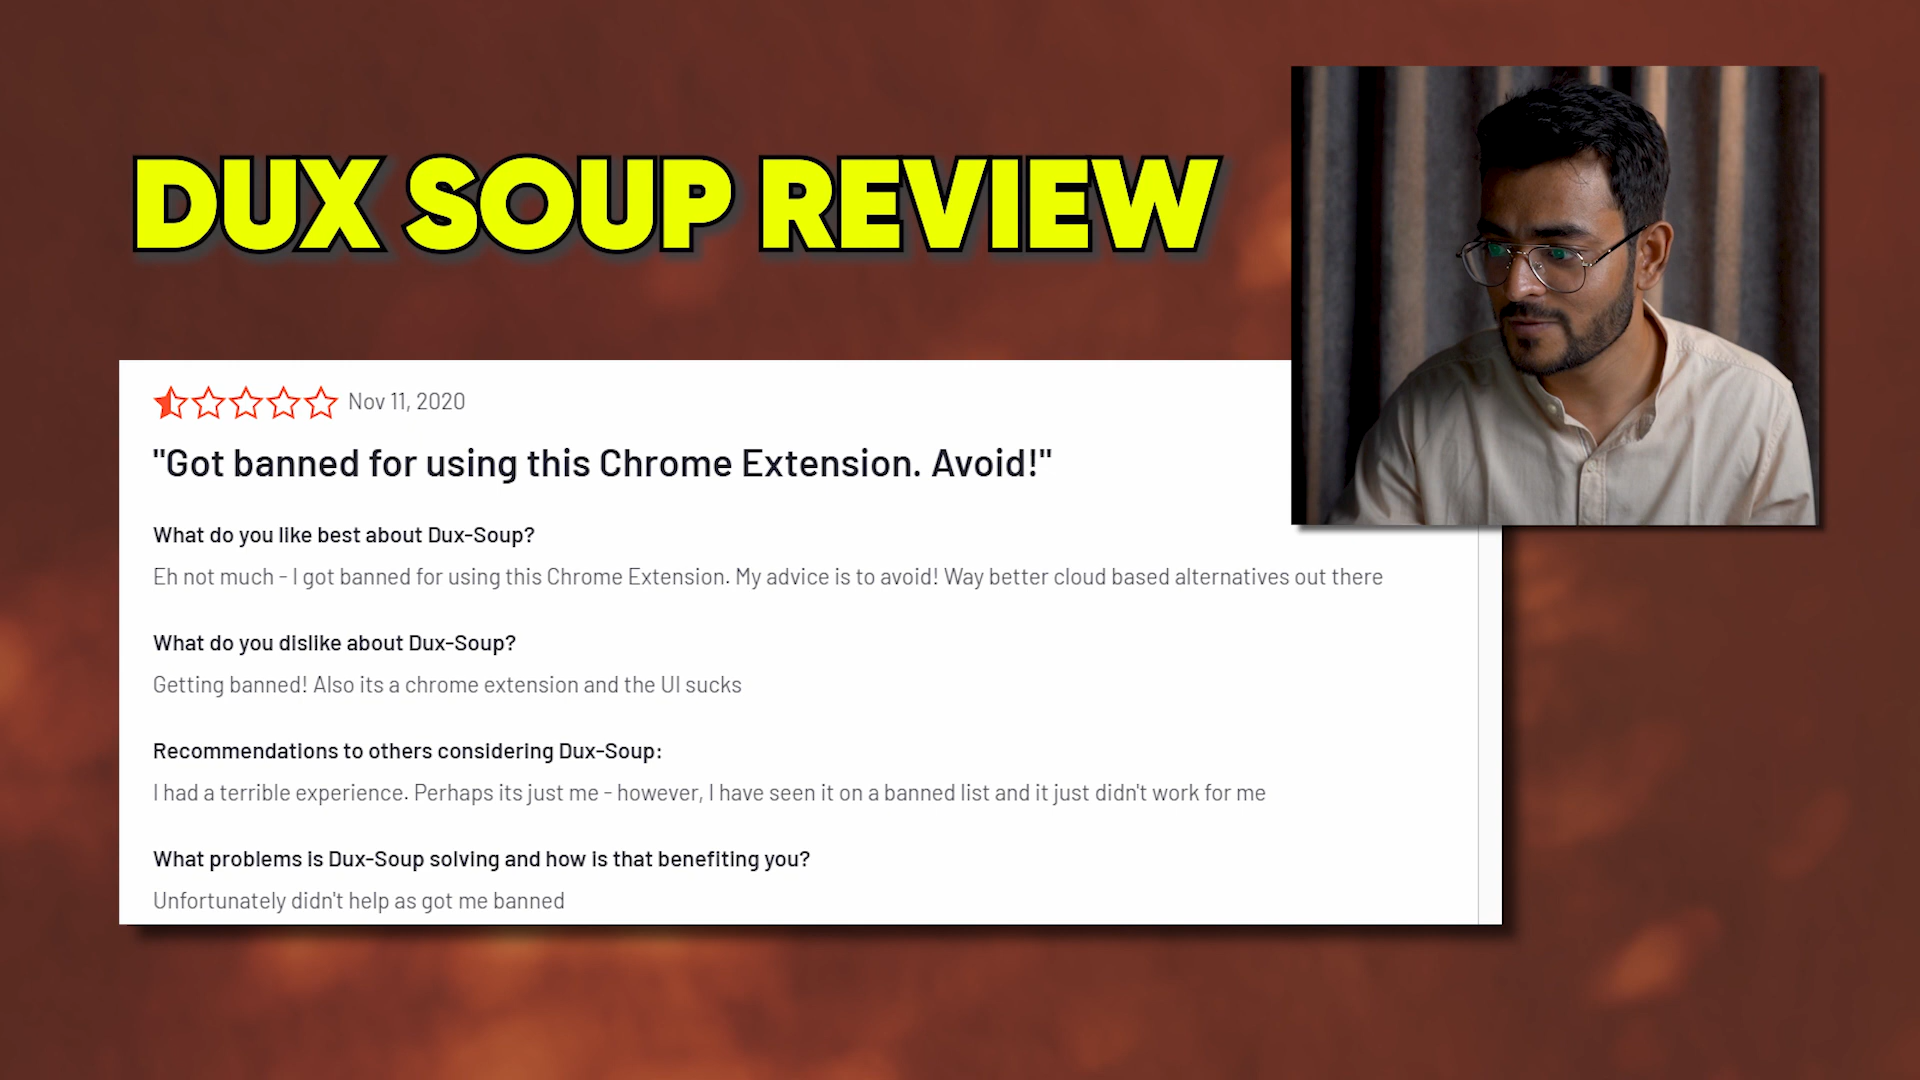 DUX SOUP REVIEW
Nov 11, 2020
"Got banned for using this Chrome Extension. Avoid!"
What do you like best about Dux-Soup?
Eh not much - I got banned for using this Chrome Extension. My advice is to avoid! Way better cloud based alternatives out there
What do you dislike about Dux-Soup?
Getting banned! Also its a chrome extension and the UI sucks
Recommendations to others considering Dux-Soup:
I had a terrible experience. Perhaps its just me - however, I have seen it on a banned list and it just didn't work for me
What problems is Dux-Soup solving and how is that benefiting you?
Unfortunately didn't help as got me banned